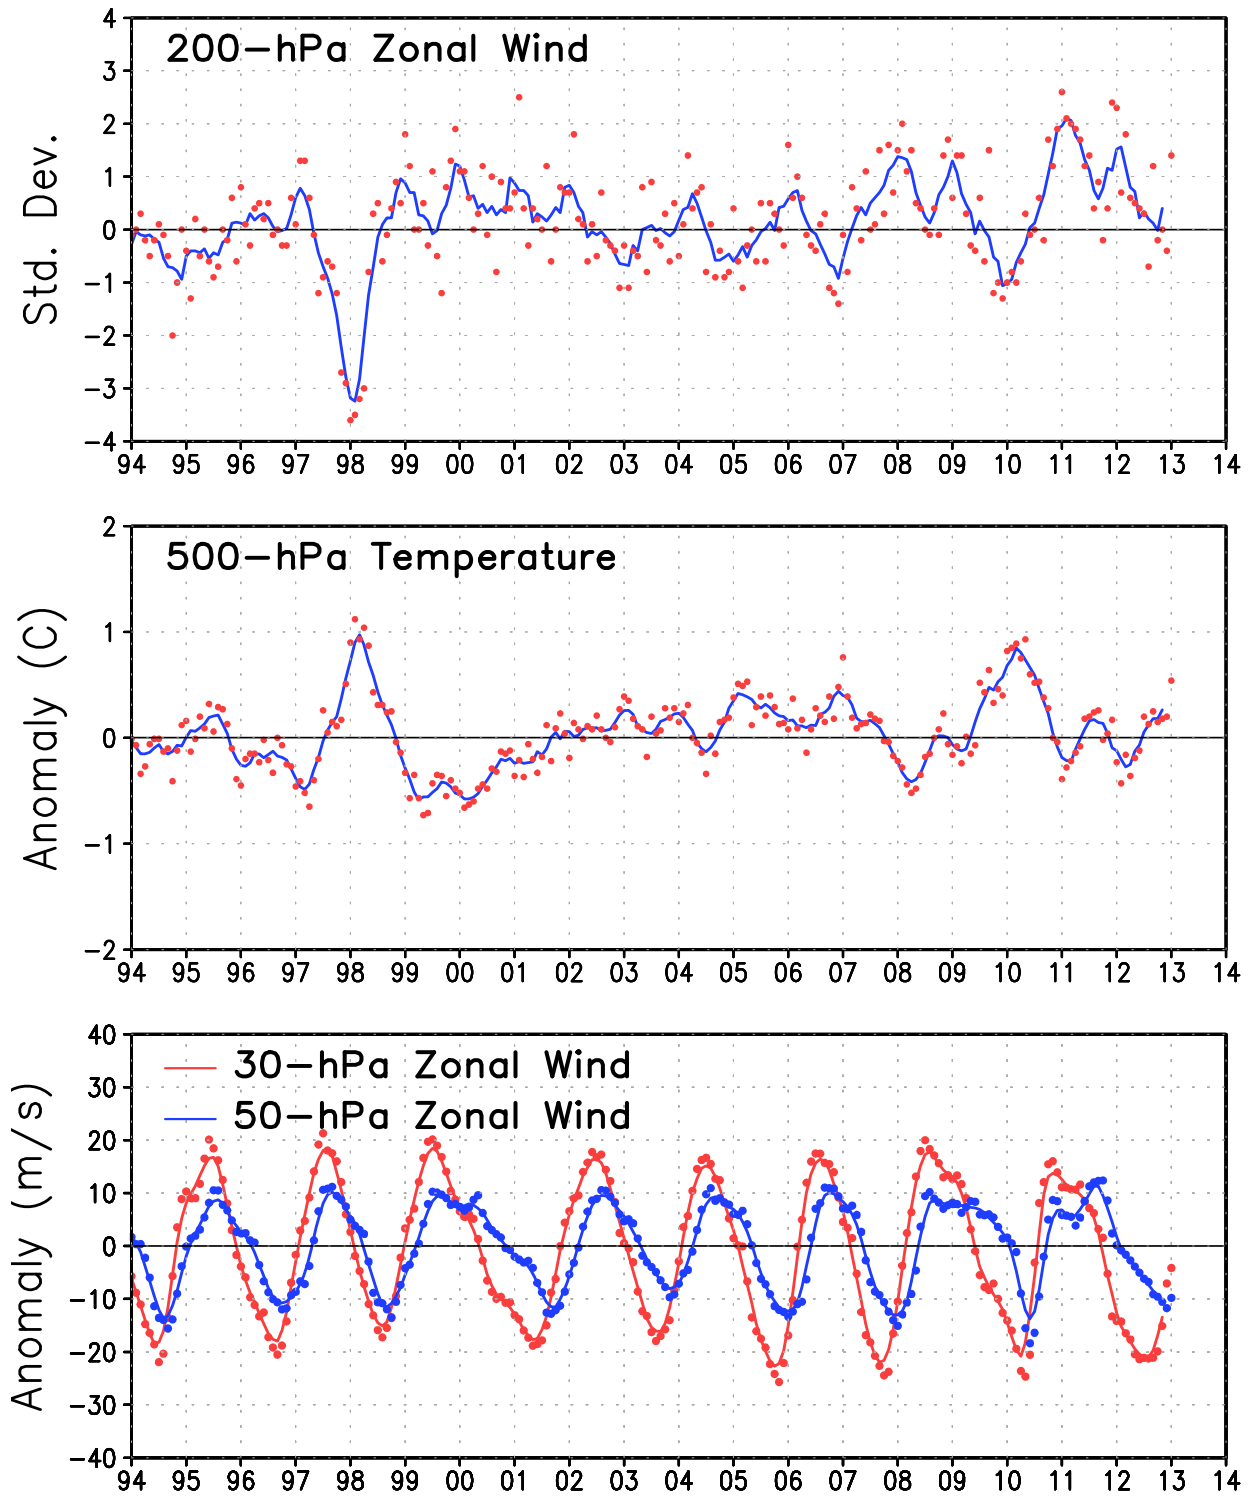 200-hPa Zonal Wind
Std. Dev.
4
3
2
1
0
-1
-2
-3
-4
94 95 96 97 98 99 00 01 02 03 04 05 06 07 08 09 10 11 12 13 14
500-hPa Temperature
Anomaly (C)
2
1
0
-1
-2
94 95 96 97 98 99 00 01 02 03 04 05 06 07 08 09 10 11 12 13 14
30-hPa Zonal Wind
50-hPa Zonal Wind
Anomaly (m/s)
40
30
20
10
0
-10
-20
-30
-40
94 95 96 97 98 99 00 01 02 03 04 05 06 07 08 09 10 11 12 13 14